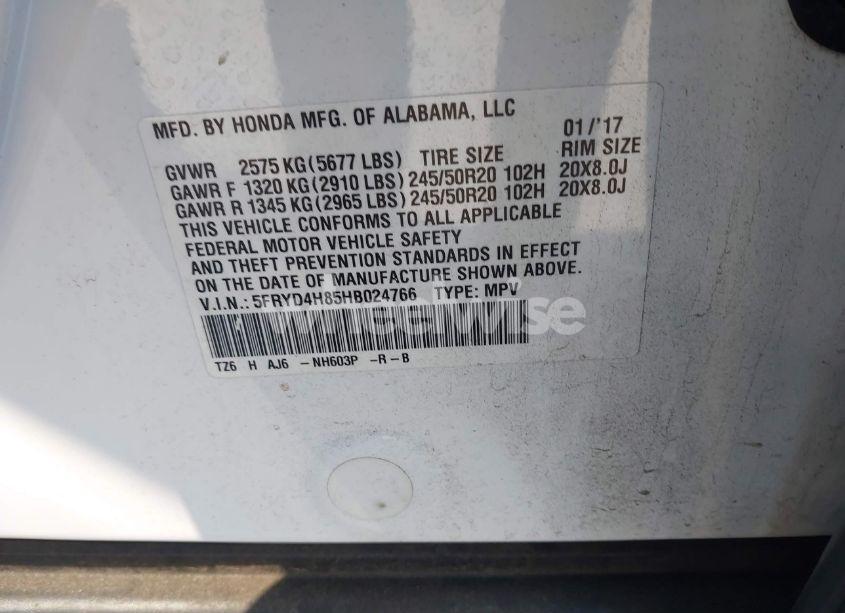 MFD. BY HONDA MFG. OF ALABAMA, LLC 01/'17
GVWR 2575 KG(5677 LBS) TIRE SIZE RIM SIZE
GAWR F 1320 KG(2910 LBS) 245/50R20 102H 20X8.0J
GAWR R 1345 KG(2965 LBS) 245/50R20 102H 20X8.0J
THIS VEHICLE CONFORMS TO ALL APPLICABLE
FEDERAL MOTOR VEHICLE SAFETY
AND THEFT PREVENTION STANDARDS IN EFFECT
ON THE DATE OF MANUFACTURE SHOWN ABOVE.
V.I.N.: 5FRYD4H85HB024766 TYPE: MPV
wheelwise
TZ6 H AJ6 -NH603P -R-B